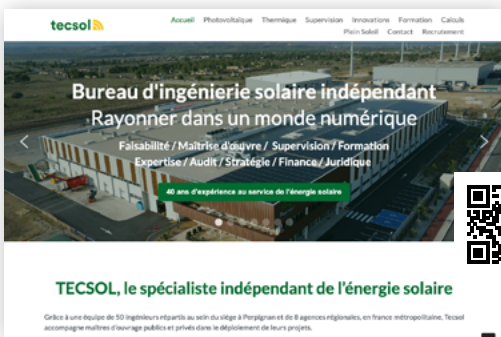 tecsol
Accueil Photovoltaïque Thermique Supervision Innovations Formation Calculs
Plein Soleil Contact Recrutement
Bureau d'ingénierie solaire indépendant
Rayonner dans un monde numérique
Faisabilité / Maîtrise d'œuvre / Supervision / Formation
Expertise / Audit / Stratégie / Finance / Juridique
40 ans d'expérience au service de l'énergie solaire
TECSOL, le spécialiste indépendant de l'énergie solaire
Grâce à une équipe de 50 ingénieurs répartis au sein du siège à Perpignan et de 8 agences régionales, en france métropolitaine, Tecsol
accompagne maîtres d'ouvrage publics et privés dans le déploiement de leurs projets.